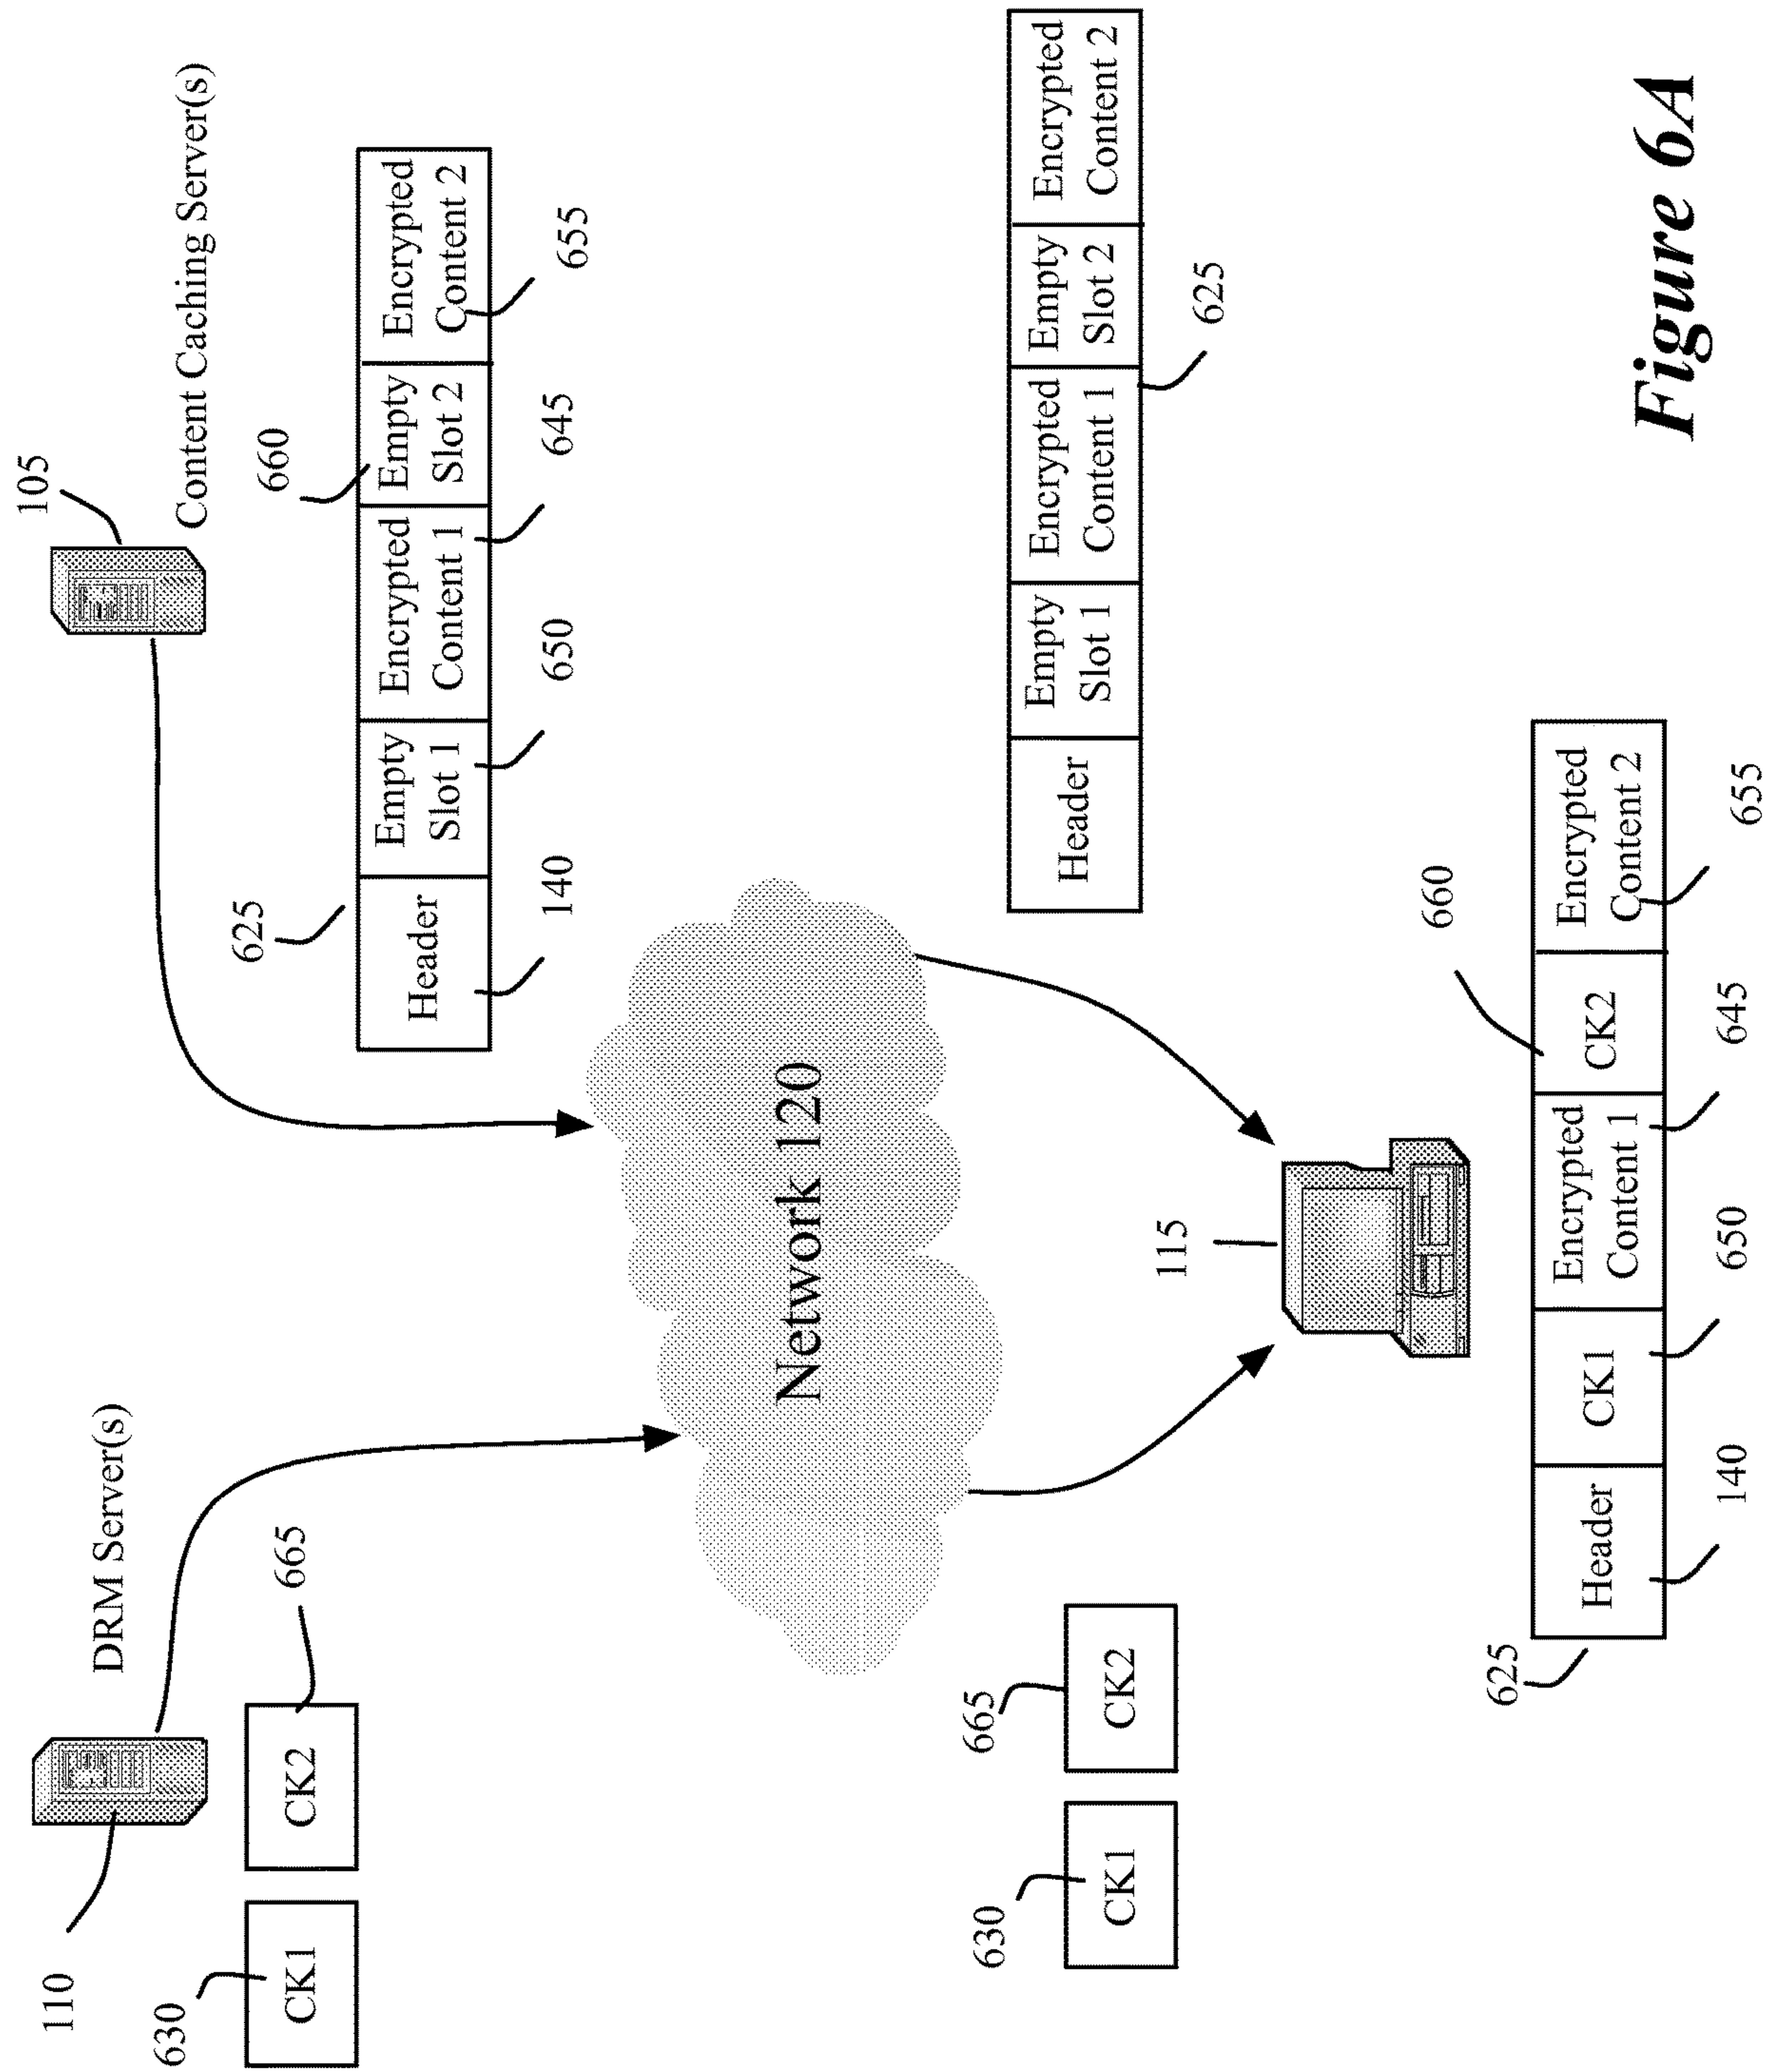 DRM Server(s)
Content Caching Server(s)
110
105
630
CK1
CK2
665
625
660
Header
Empty
Slot 1
Encrypted
Content 1
Empty
Slot 2
Encrypted
Content 2
140
650
645
655
Network 120
630
CK1
665
CK2
Header
Empty
Slot 1
Encrypted
Content 1
Empty
Slot 2
Encrypted
Content 2
625
115
625
660
Header
CK1
Encrypted
Content 1
CK2
Encrypted
Content 2
140
650
645
655
Figure 6A